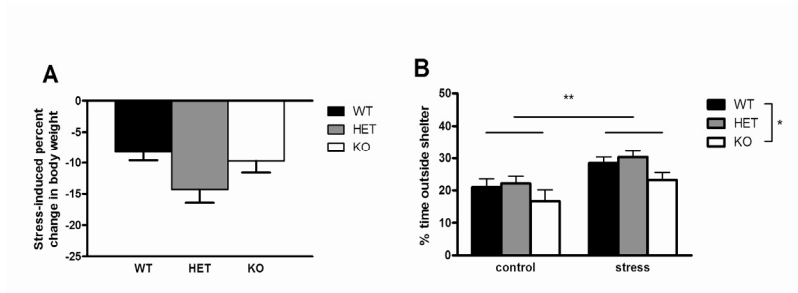 A
Stress-induced percent
change in body weight
0
-5
-10
-15
-20
-25
WT
HET
KO
WT
HET
KO
B
% time outside shelter
50
40
30
20
10
0
**
control
stress
WT
HET
KO
*